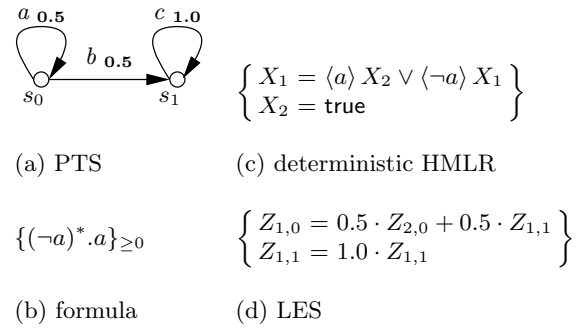 a 0.5
b 0.5
c 1.0
s₀
s₁
(a) PTS
{(¬a)*.a}≥0
(b) formula
{ X₁ = ⟨a⟩ X₂ ∨ ⟨¬a⟩ X₁
X₂ = true }
(c) deterministic HMLR
{ Z₁,₀ = 0.5 · Z₂,₀ + 0.5 · Z₁,₁
Z₁,₁ = 1.0 · Z₁,₁ }
(d) LES